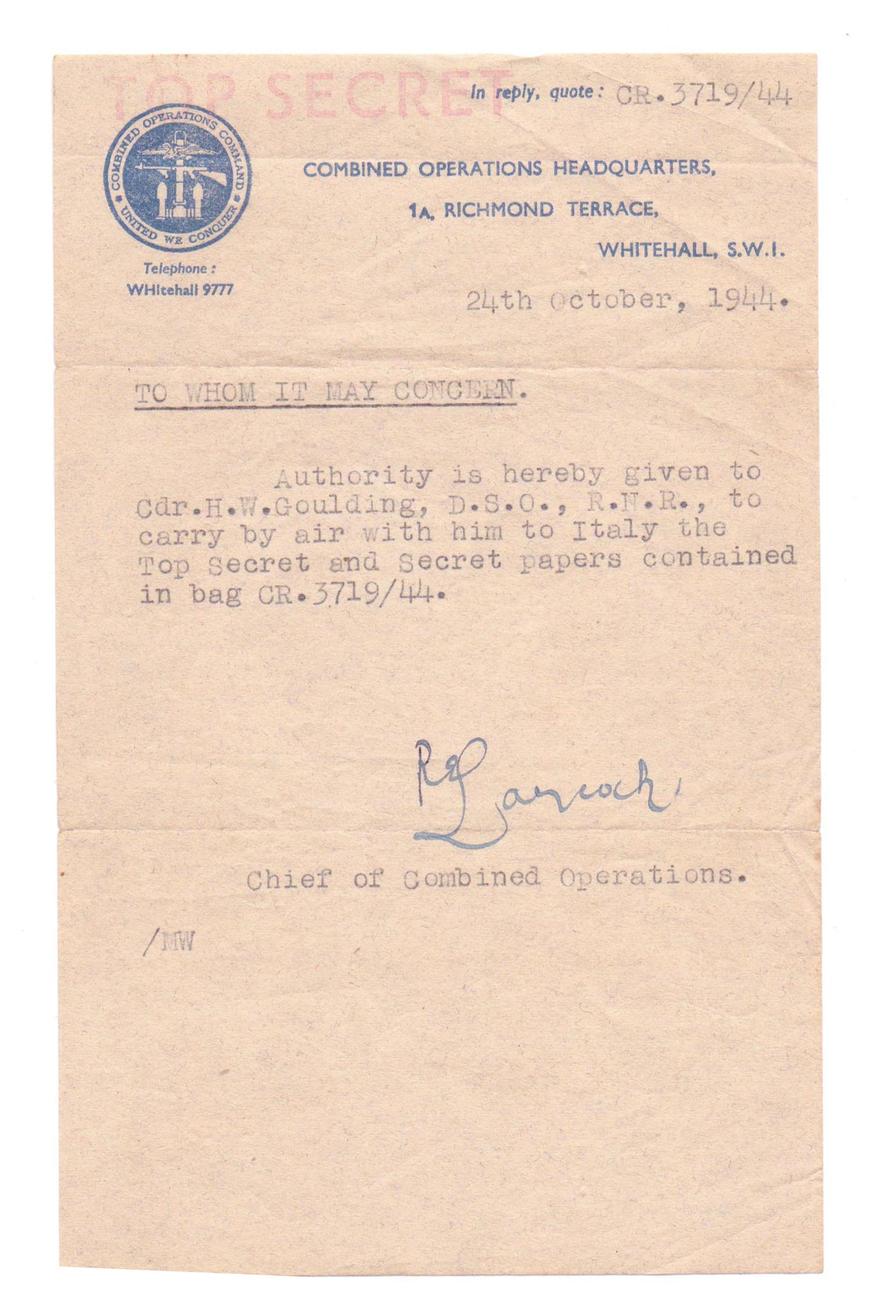 TOP SECRET
In reply, quote: CR.3719/44
COMBINED OPERATIONS COMMAND
UNITED WE CONQUER
COMBINED OPERATIONS HEADQUARTERS,
1A, RICHMOND TERRACE,
WHITEHALL, S.W.1.
Telephone:
WHItehall 9777
24th October, 1944.
TO WHOM IT MAY CONCERN.
Authority is hereby given to
Cdr.H.W.Goulding, D.S.O., R.N.R., to
carry by air with him to Italy the
Top Secret and Secret papers contained
in bag CR.3719/44.
RE Laycock
Chief of Combined Operations.
/MW